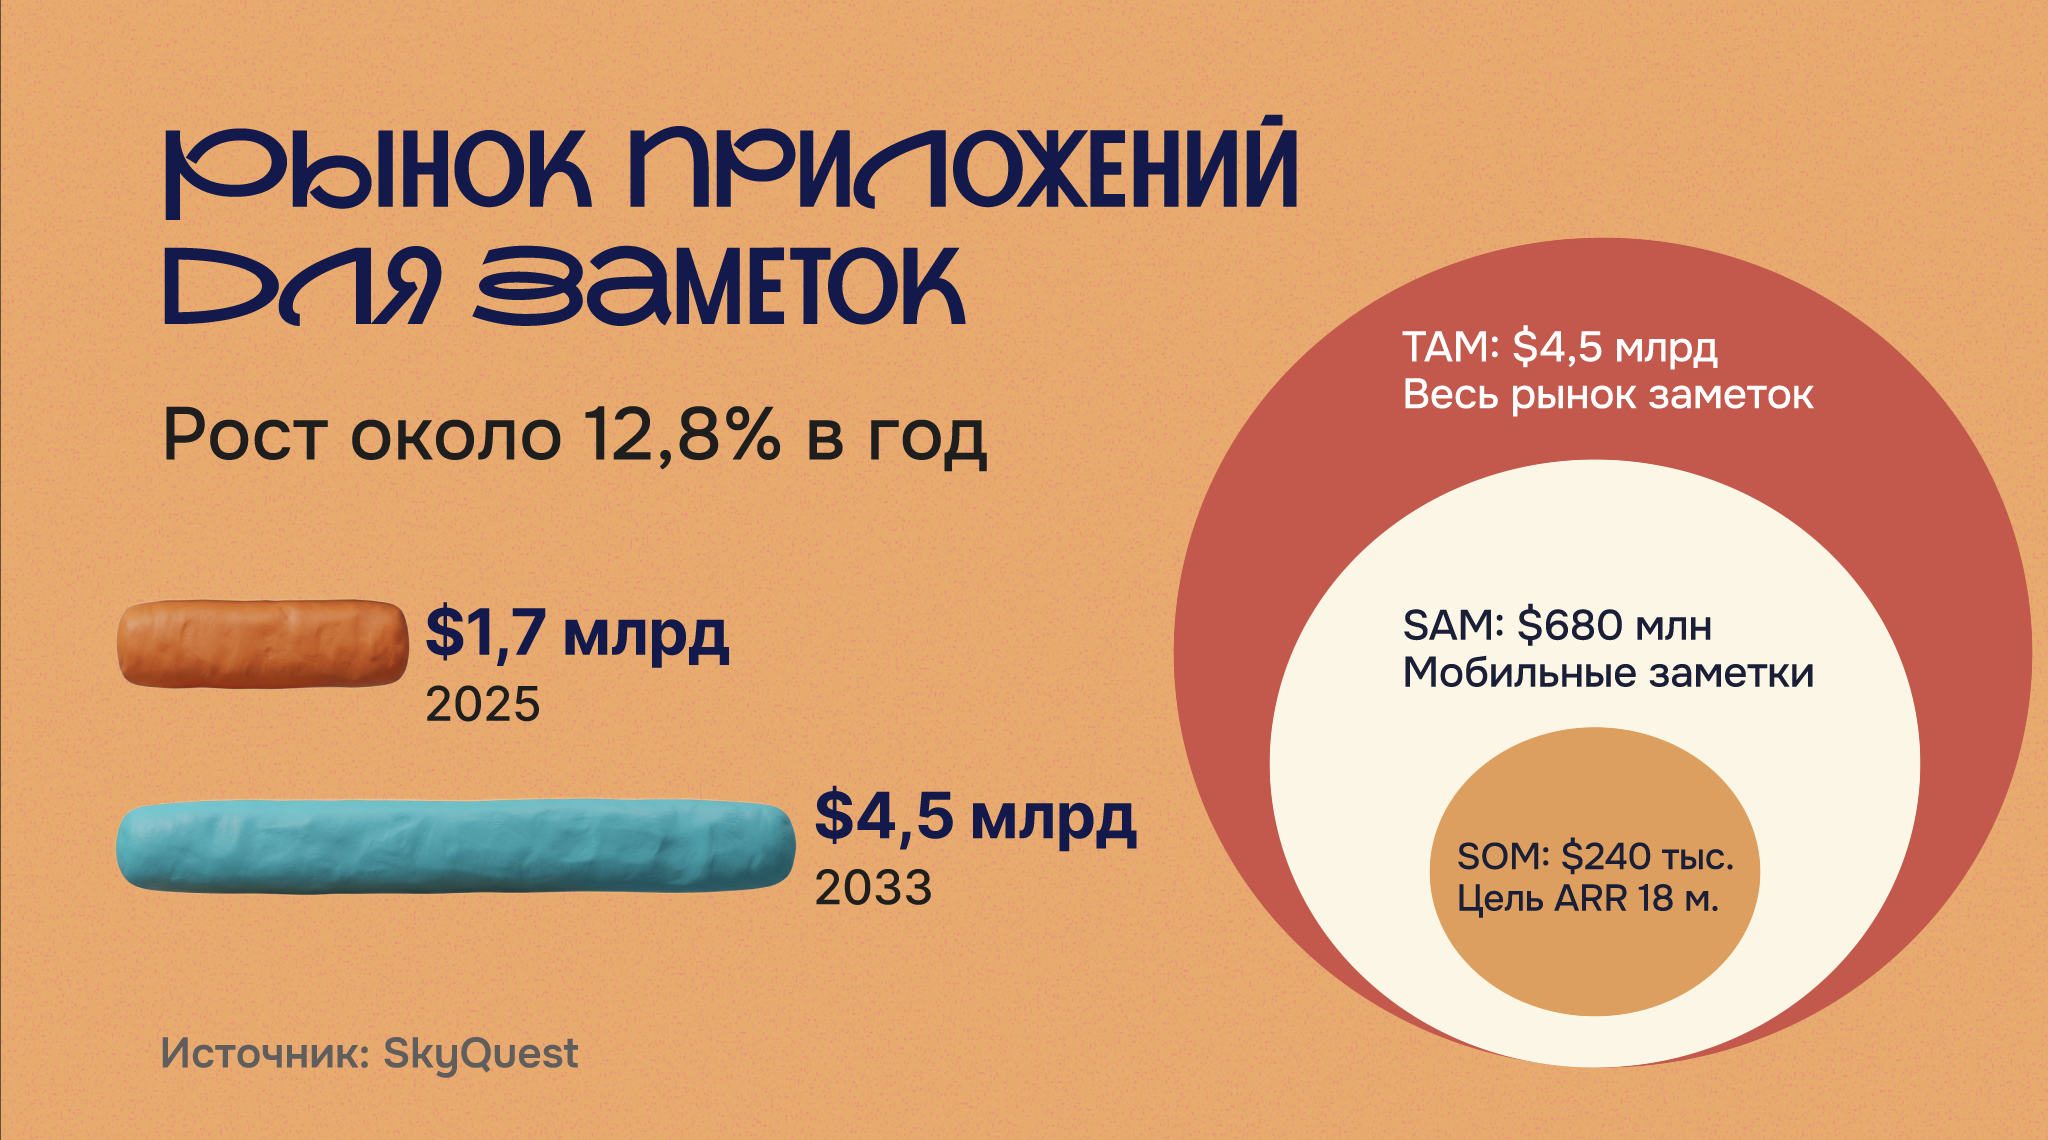 РЫНОК ПРИЛОЖЕНИЙ
ДЛЯ ЗАМЕТОК
Рост около 12,8% в год
$1,7 млрд
2025
$4,5 млрд
2033
Источник: SkyQuest
TAM: $4,5 млрд
Весь рынок заметок
SAM: $680 млн
Мобильные заметки
SOM: $240 тыс.
Цель ARR 18 м.